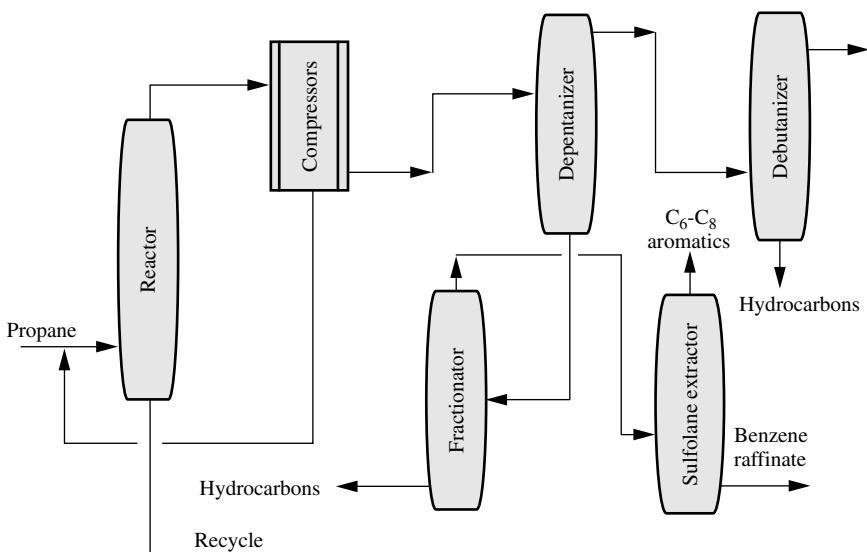 Reactor
Compressors
Depentanizer
Debutanizer
C₆-C₈
aromatics
Hydrocarbons
Propane
Fractionator
Sulfolane extractor
Benzene
raffinate
Hydrocarbons
Recycle